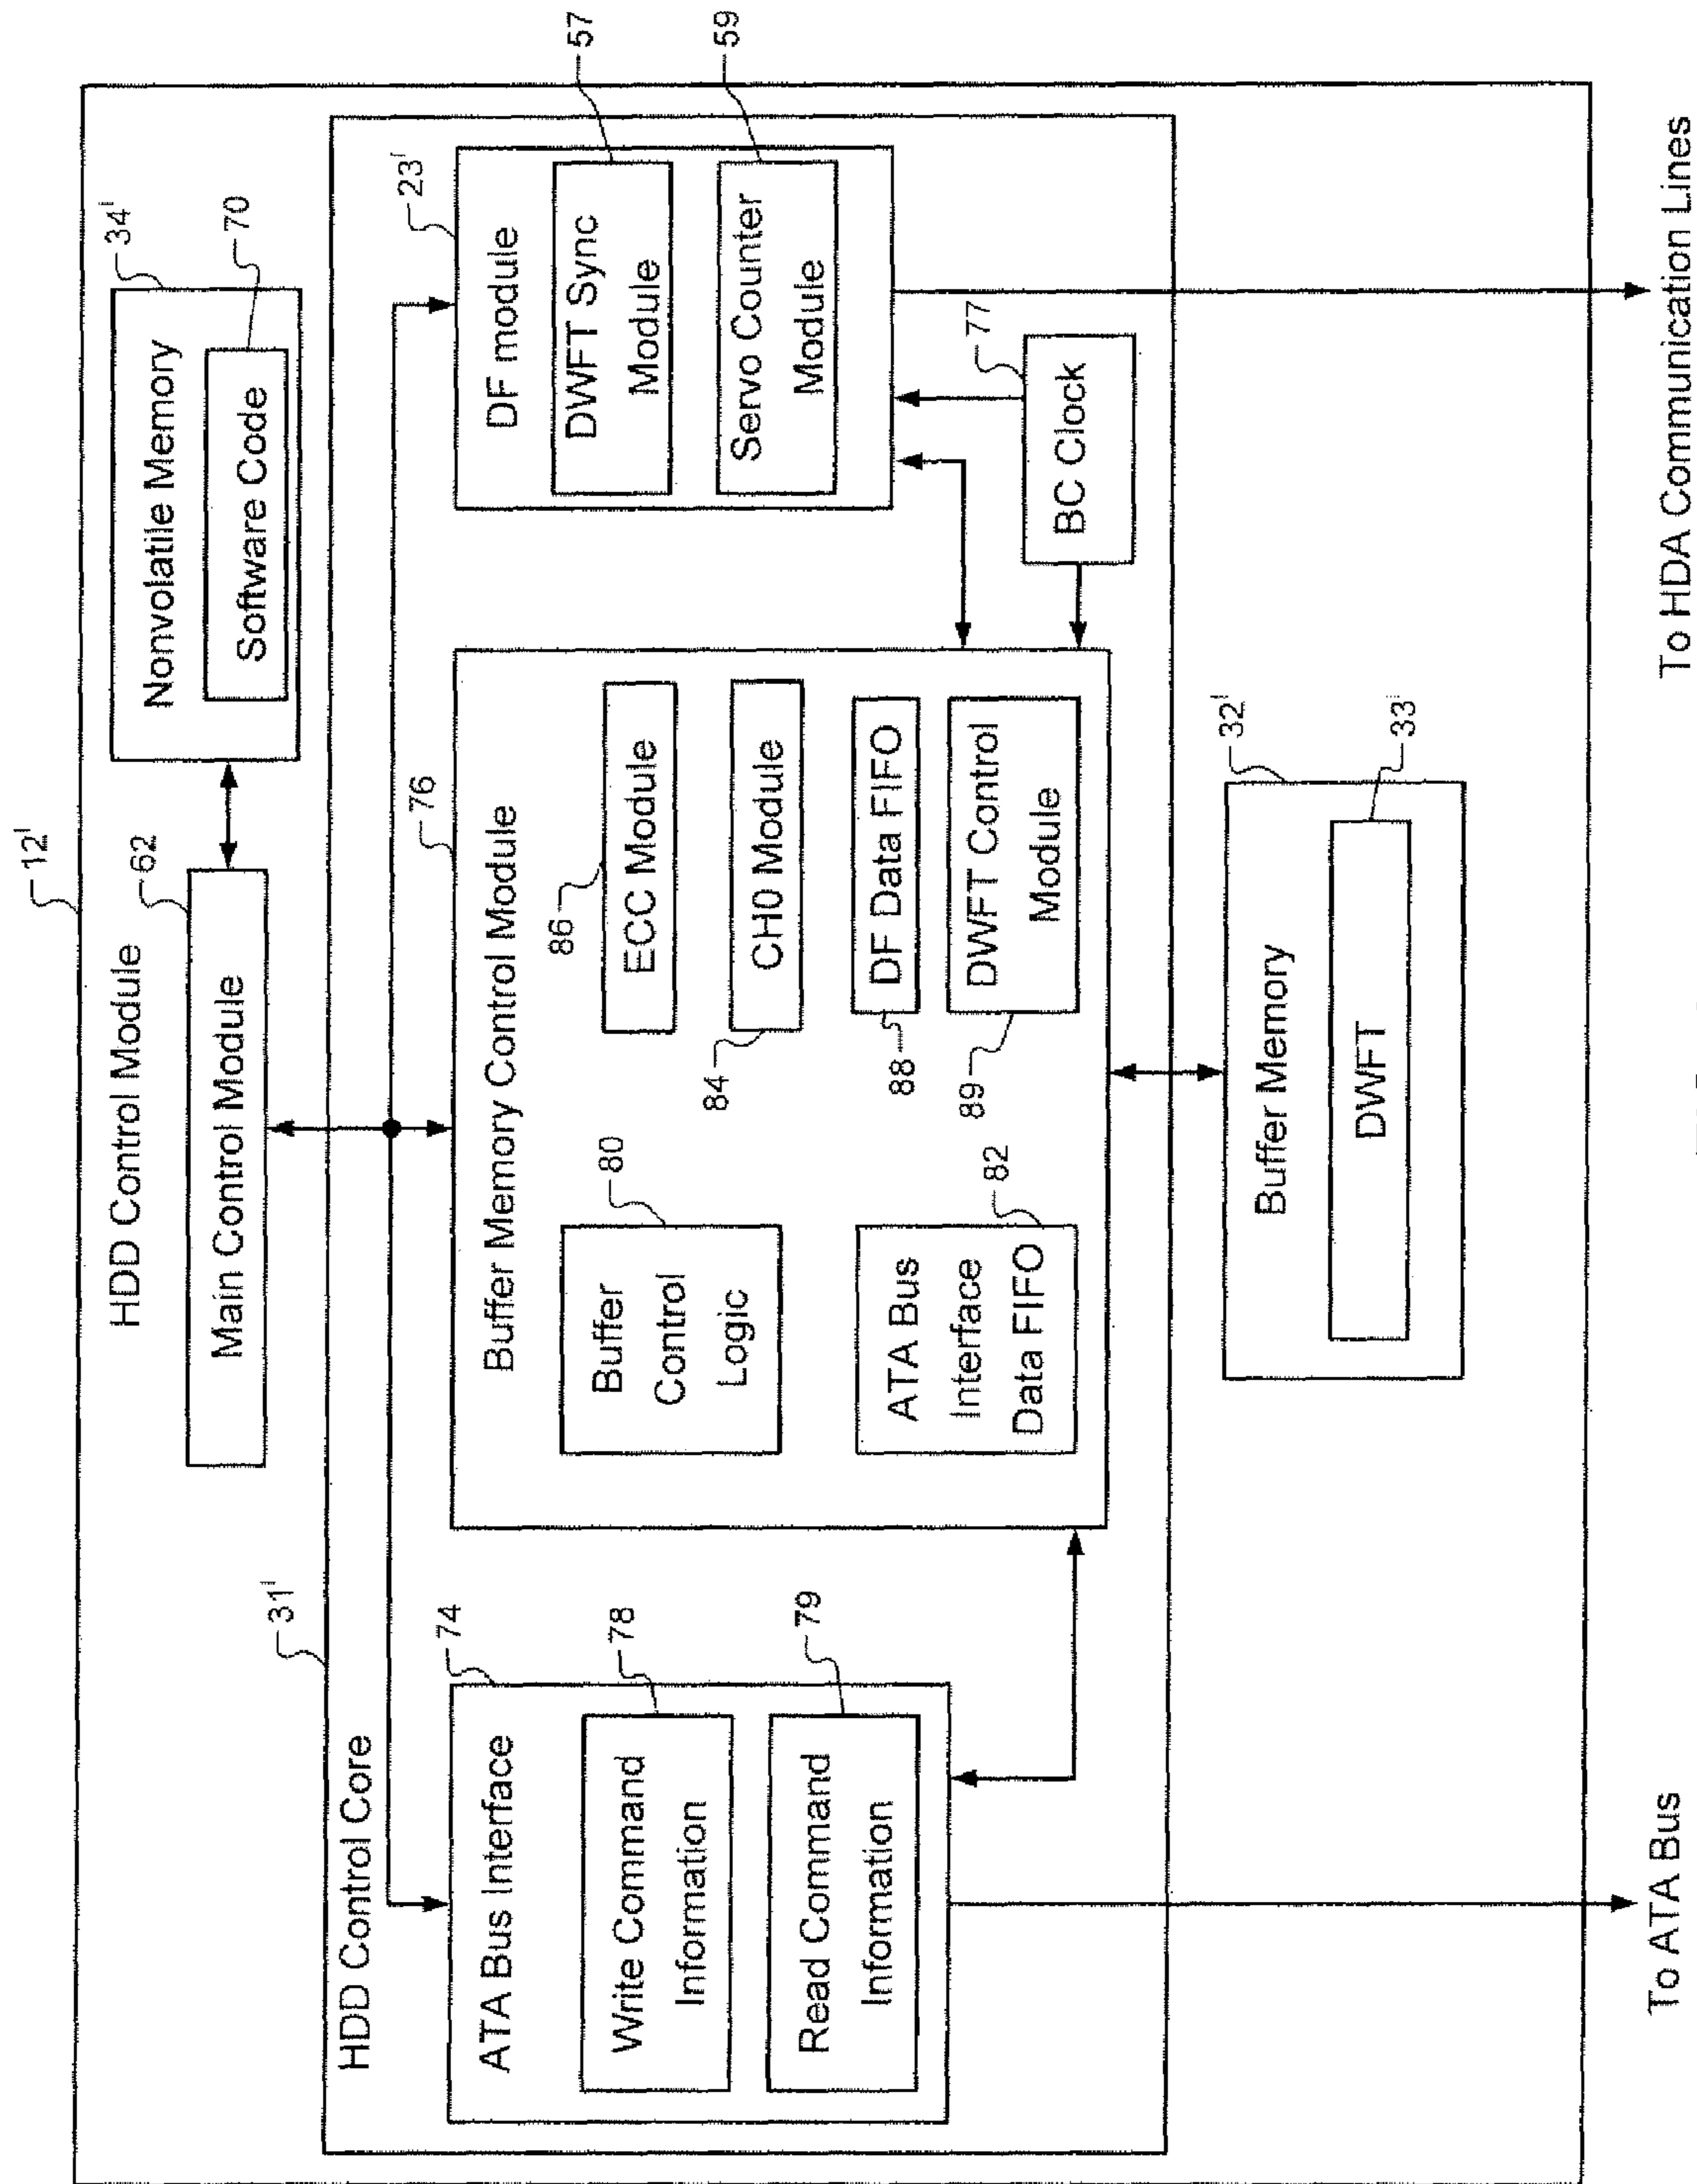 12'
HDD Control Module
62
Main Control Module
34'
Nonvolatile Memory
70
Software Code
31'
HDD Control Core
74
ATA Bus Interface
78
Write Command
Information
79
Read Command
Information
76
Buffer Memory Control Module
80
Buffer
Control
Logic
82
ATA Bus
Interface
Data FIFO
86
ECC Module
84
CH0 Module
88
DF Data FIFO
89
DWFT Control
Module
23'
DF module
57
DWFT Sync
Module
59
Servo Counter
Module
77
BC Clock
32'
Buffer Memory
33
DWFT
To ATA Bus
To HDA Communication Lines